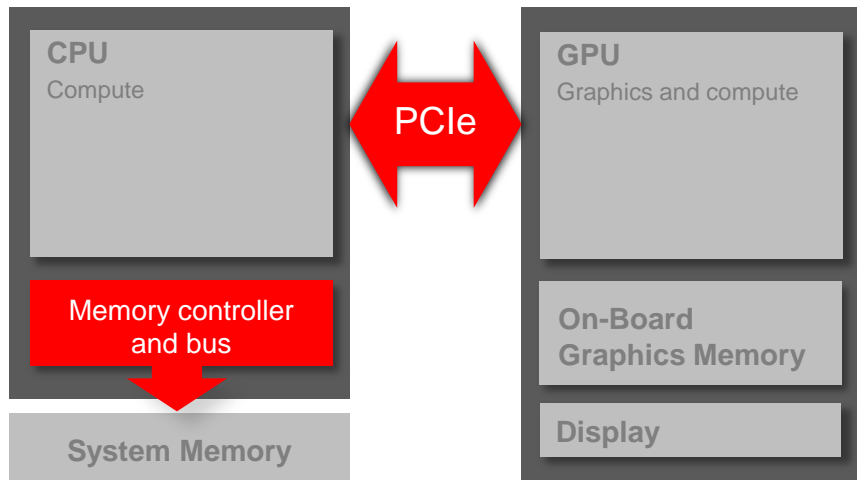 CPU
Compute
PCIe
GPU
Graphics and compute
Memory controller
and bus
On-Board
Graphics Memory
System Memory
Display